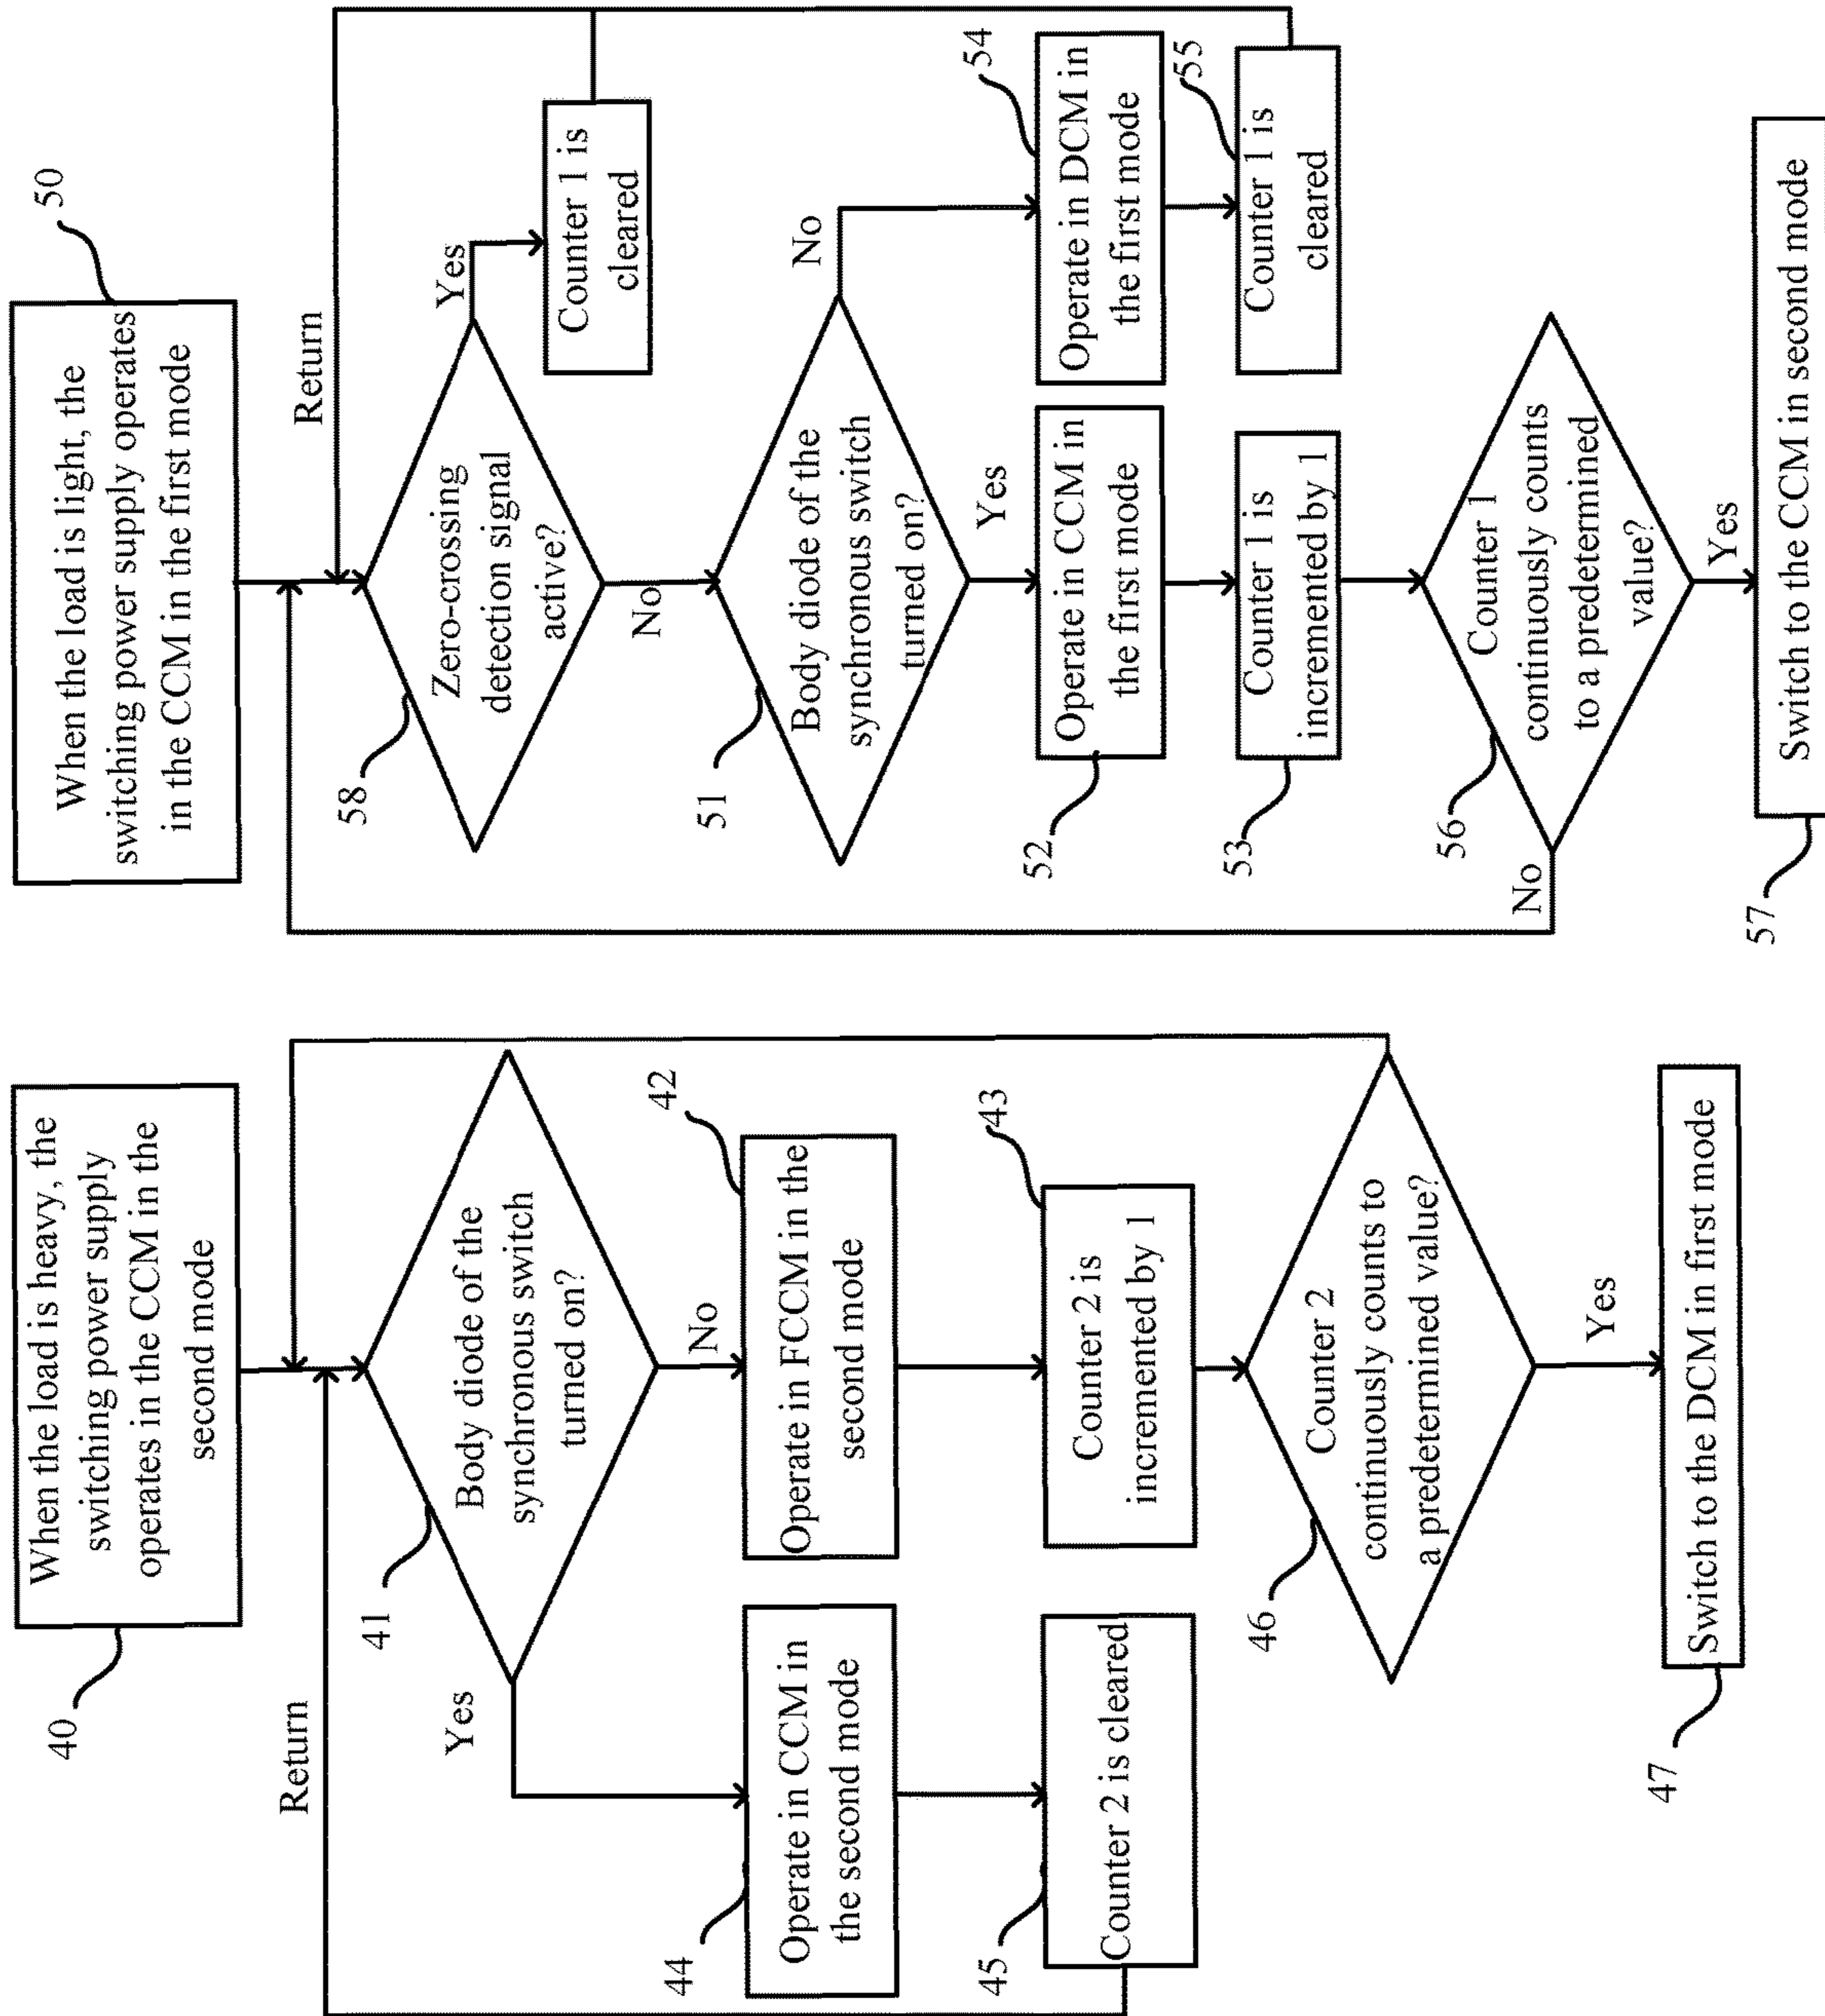 When the load is heavy, the
switching power supply
operates in the CCM in the
second mode
40
Return
Body diode of the
synchronous switch
turned on?
41
Yes
No
Operate in CCM in
the second mode
44
Operate in FCCM in the
second mode
42
Counter 2 is cleared
45
Counter 2 is
incremented by 1
43
Counter 2
continuously counts to
a predetermined value?
46
Yes
Switch to the DCM in first mode
47
When the load is light, the
switching power supply operates
in the CCM in the first mode
50
Return
Zero-crossing
detection signal
active?
58
Yes
Counter 1 is
cleared
No
Body diode of the
synchronous switch
turned on?
51
No
Yes
Operate in CCM in
the first mode
52
Operate in DCM in
the first mode
54
Counter 1 is
incremented by 1
53
Counter 1 is
cleared
55
Counter 1
continuously counts
to a predetermined
value?
56
No
Yes
Switch to the CCM in second mode
57